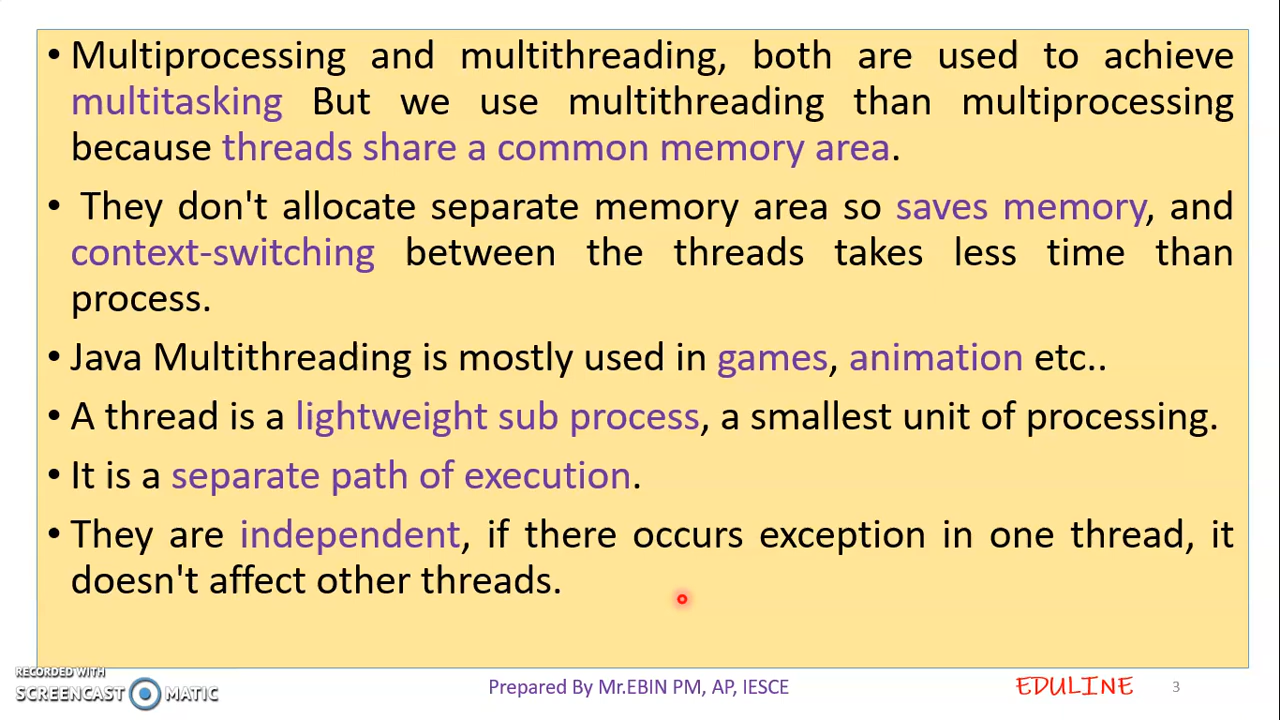 • Multiprocessing and multithreading, both are used to achieve
multitasking But we use multithreading than multiprocessing
because threads share a common memory area.
• They don't allocate separate memory area so saves memory, and
context-switching between the threads takes less time than
process.
• Java Multithreading is mostly used in games, animation etc..
• A thread is a lightweight sub process, a smallest unit of processing.
• It is a separate path of execution.
• They are independent, if there occurs exception in one thread, it
doesn't affect other threads.
RECORDED WITH
SCREENCAST MATIC
Prepared By Mr.EBIN PM, AP, IESCE
EDULINE
3